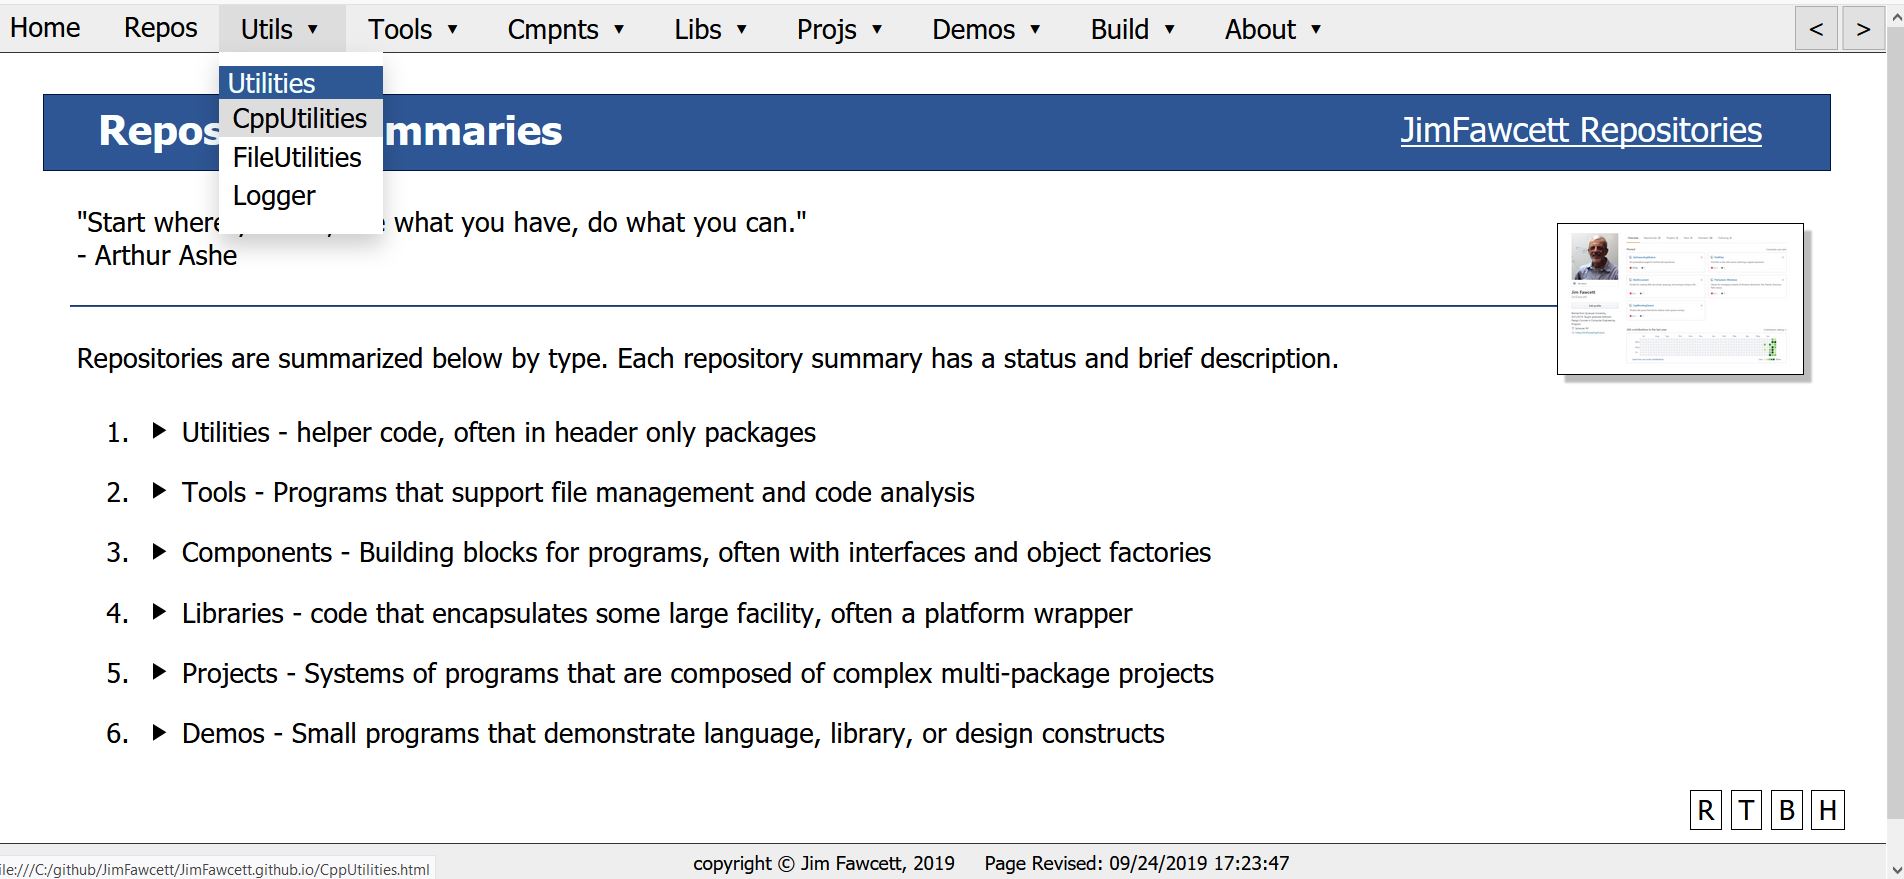 Home Repos Utils ▼ Tools ▼ Cmpnts ▼ Libs ▼ Projs ▼ Demos ▼ Build ▼ About ▼ < >
Utilities
CppUtilities
FileUtilities
Logger
Repos mmaries JimFawcett Repositories
"Start where what you have, do what you can."
- Arthur Ashe
Jim Fawcett
Repositories are summarized below by type. Each repository summary has a status and brief description.
1. ▶ Utilities - helper code, often in header only packages
2. ▶ Tools - Programs that support file management and code analysis
3. ▶ Components - Building blocks for programs, often with interfaces and object factories
4. ▶ Libraries - code that encapsulates some large facility, often a platform wrapper
5. ▶ Projects - Systems of programs that are composed of complex multi-package projects
6. ▶ Demos - Small programs that demonstrate language, library, or design constructs
R T B H
ile:///C:/github/JimFawcett/JimFawcett.github.io/CppUtilities.html
copyright © Jim Fawcett, 2019 Page Revised: 09/24/2019 17:23:47